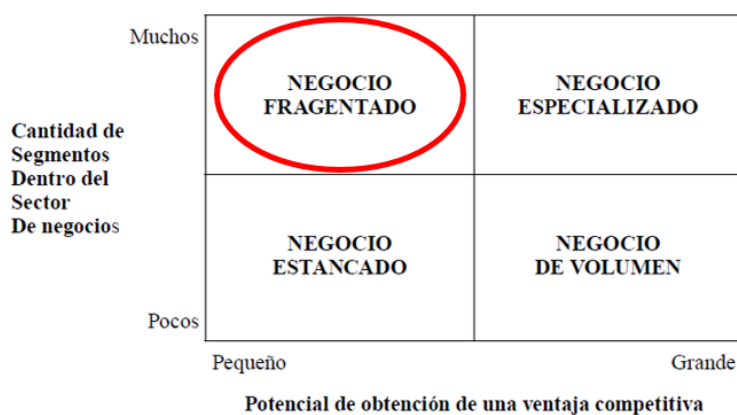 Muchos
NEGOCIO
FRAGENTADO
NEGOCIO
ESPECIALIZADO
Cantidad de
Segmentos
Dentro del
Sector
De negocios
NEGOCIO
ESTANCADO
NEGOCIO
DE VOLUMEN
Pocos
Pequeño
Grande
Potencial de obtención de una ventaja competitiva